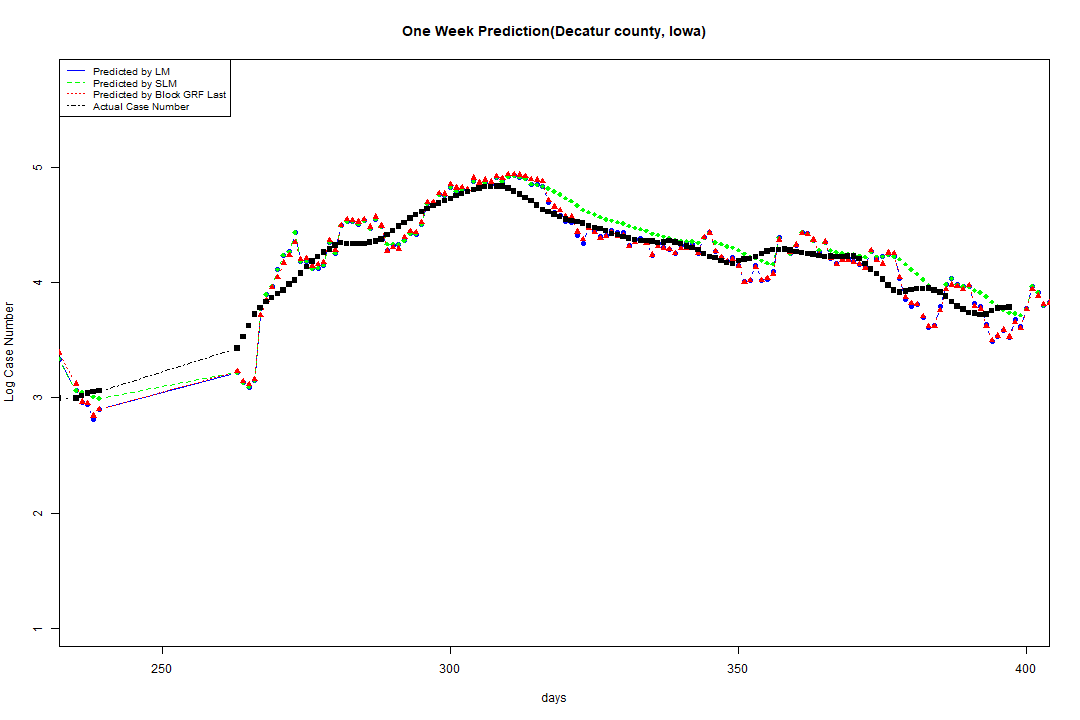 One Week Prediction(Decatur county, Iowa)
Predicted by LM
Predicted by SLM
Predicted by Block GRF Last
Actual Case Number
5
4
3
2
1
Log Case Number
250
300
350
400
days